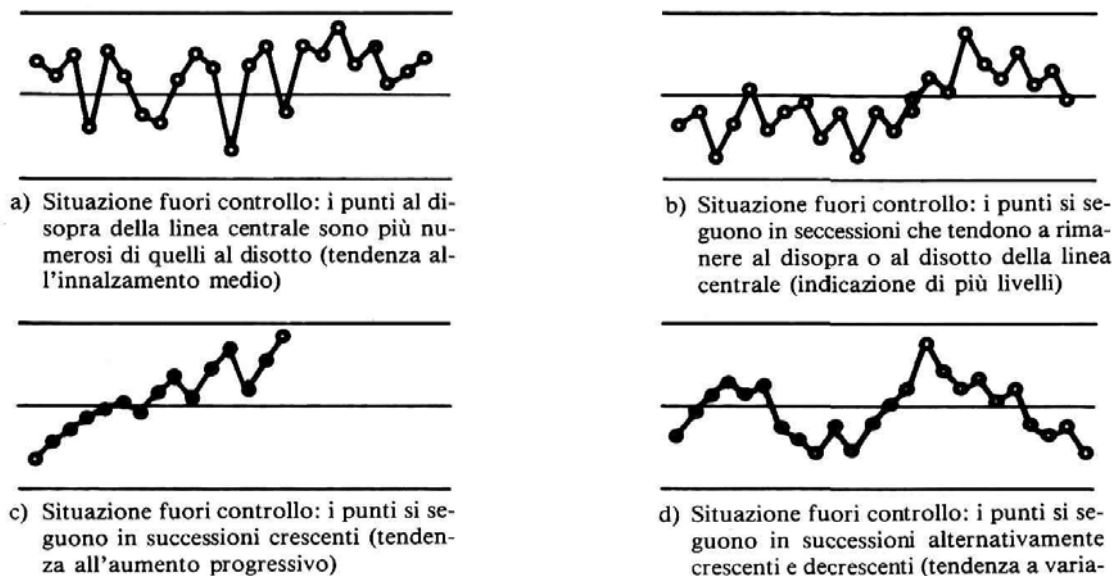 a) Situazione fuori controllo: i punti al di-
sopra della linea centrale sono più nu-
merosi di quelli al disotto (tendenza al-
l'innalzamento medio)
b) Situazione fuori controllo: i punti si se-
guono in seccessioni che tendono a rima-
nere al disopra o al disotto della linea
centrale (indicazione di più livelli)
c) Situazione fuori controllo: i punti si se-
guono in successioni crescenti (tenden-
za all'aumento progressivo)
d) Situazione fuori controllo: i punti si se-
guono in successioni alternativamente
crescenti e decrescenti (tendenza a varia-